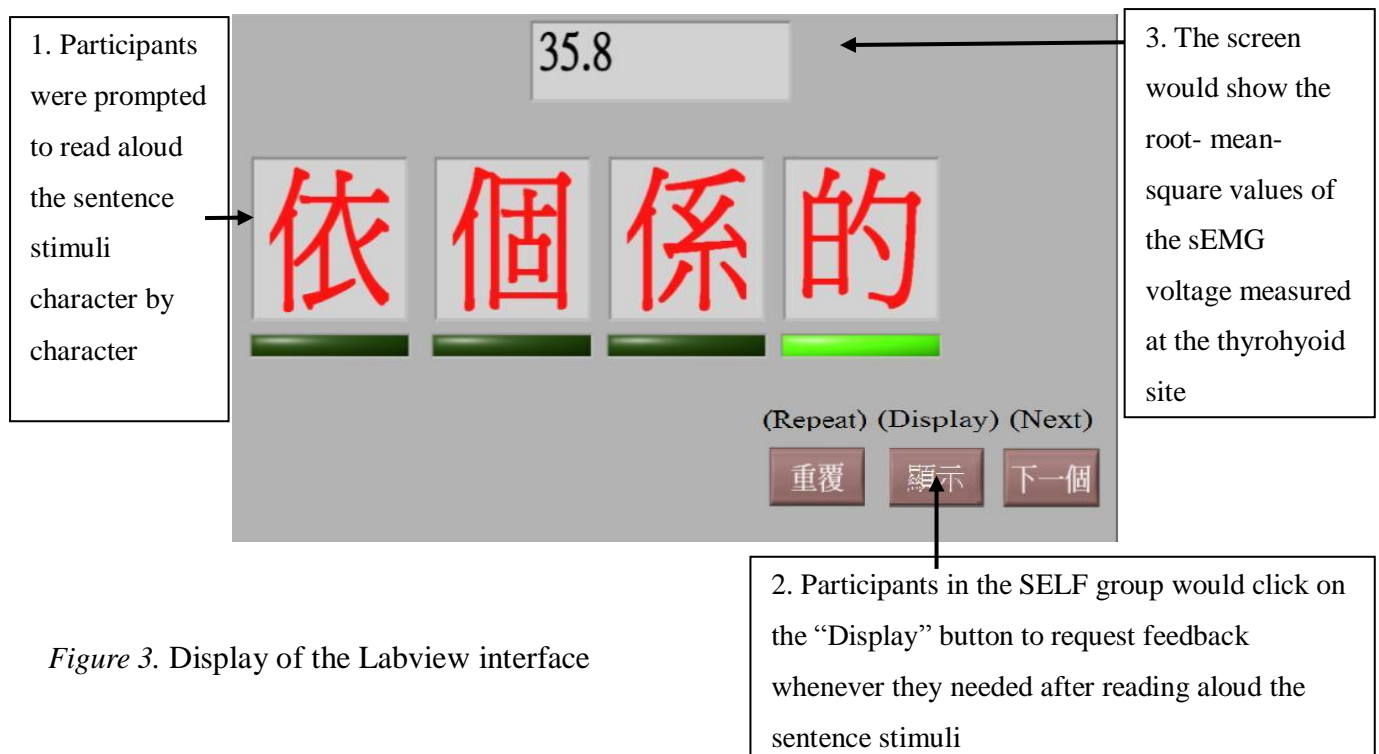 1. Participants
were prompted
to read aloud
the sentence
stimuli
character by
character
35.8
依 個 係 的
(Repeat) (Display) (Next)
重覆 顯示 下一個
3. The screen
would show the
root- mean-
square values of
the sEMG
voltage measured
at the thyrohyoid
site
2. Participants in the SELF group would click on
the “Display” button to request feedback
whenever they needed after reading aloud the
sentence stimuli
Figure 3. Display of the Labview interface